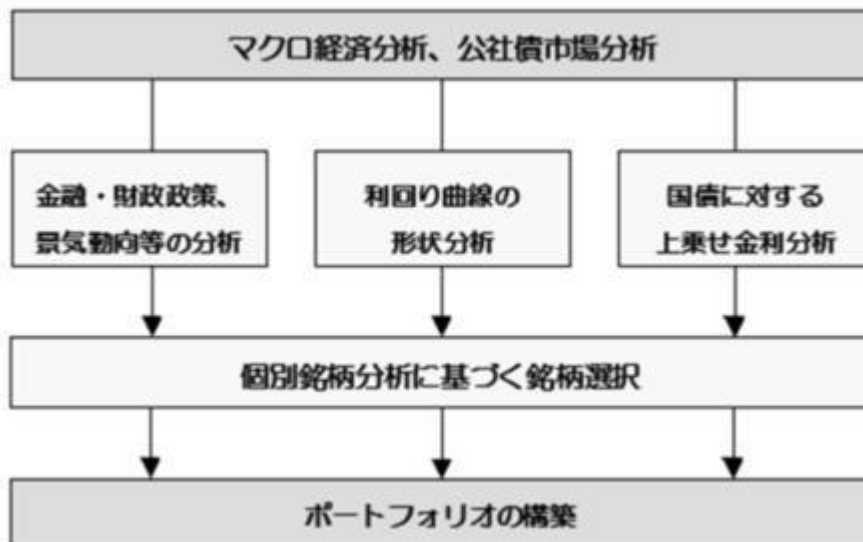 マクロ経済分析、公社債市場分析
金融・財政政策、
景気動向等の分析
利回り曲線の
形状分析
国債に対する
上乗せ金利分析
個別銘柄分析に基づく銘柄選択
ポートフォリオの構築